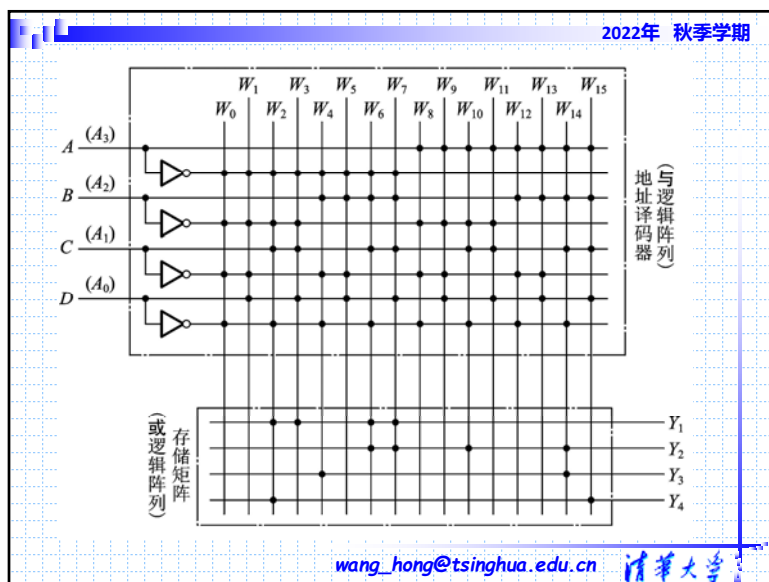 2022年 秋季学期
W1 W3 W5 W7 W9 W11 W13 W15
W0 W2 W4 W6 W8 W10 W12 W14
A (A3)
B (A2)
C (A1)
D (A0)
地址译码器
(与逻辑阵列)
存储矩阵
(或逻辑阵列)
Y1
Y2
Y3
Y4
wang_hong@tsinghua.edu.cn 清华大学